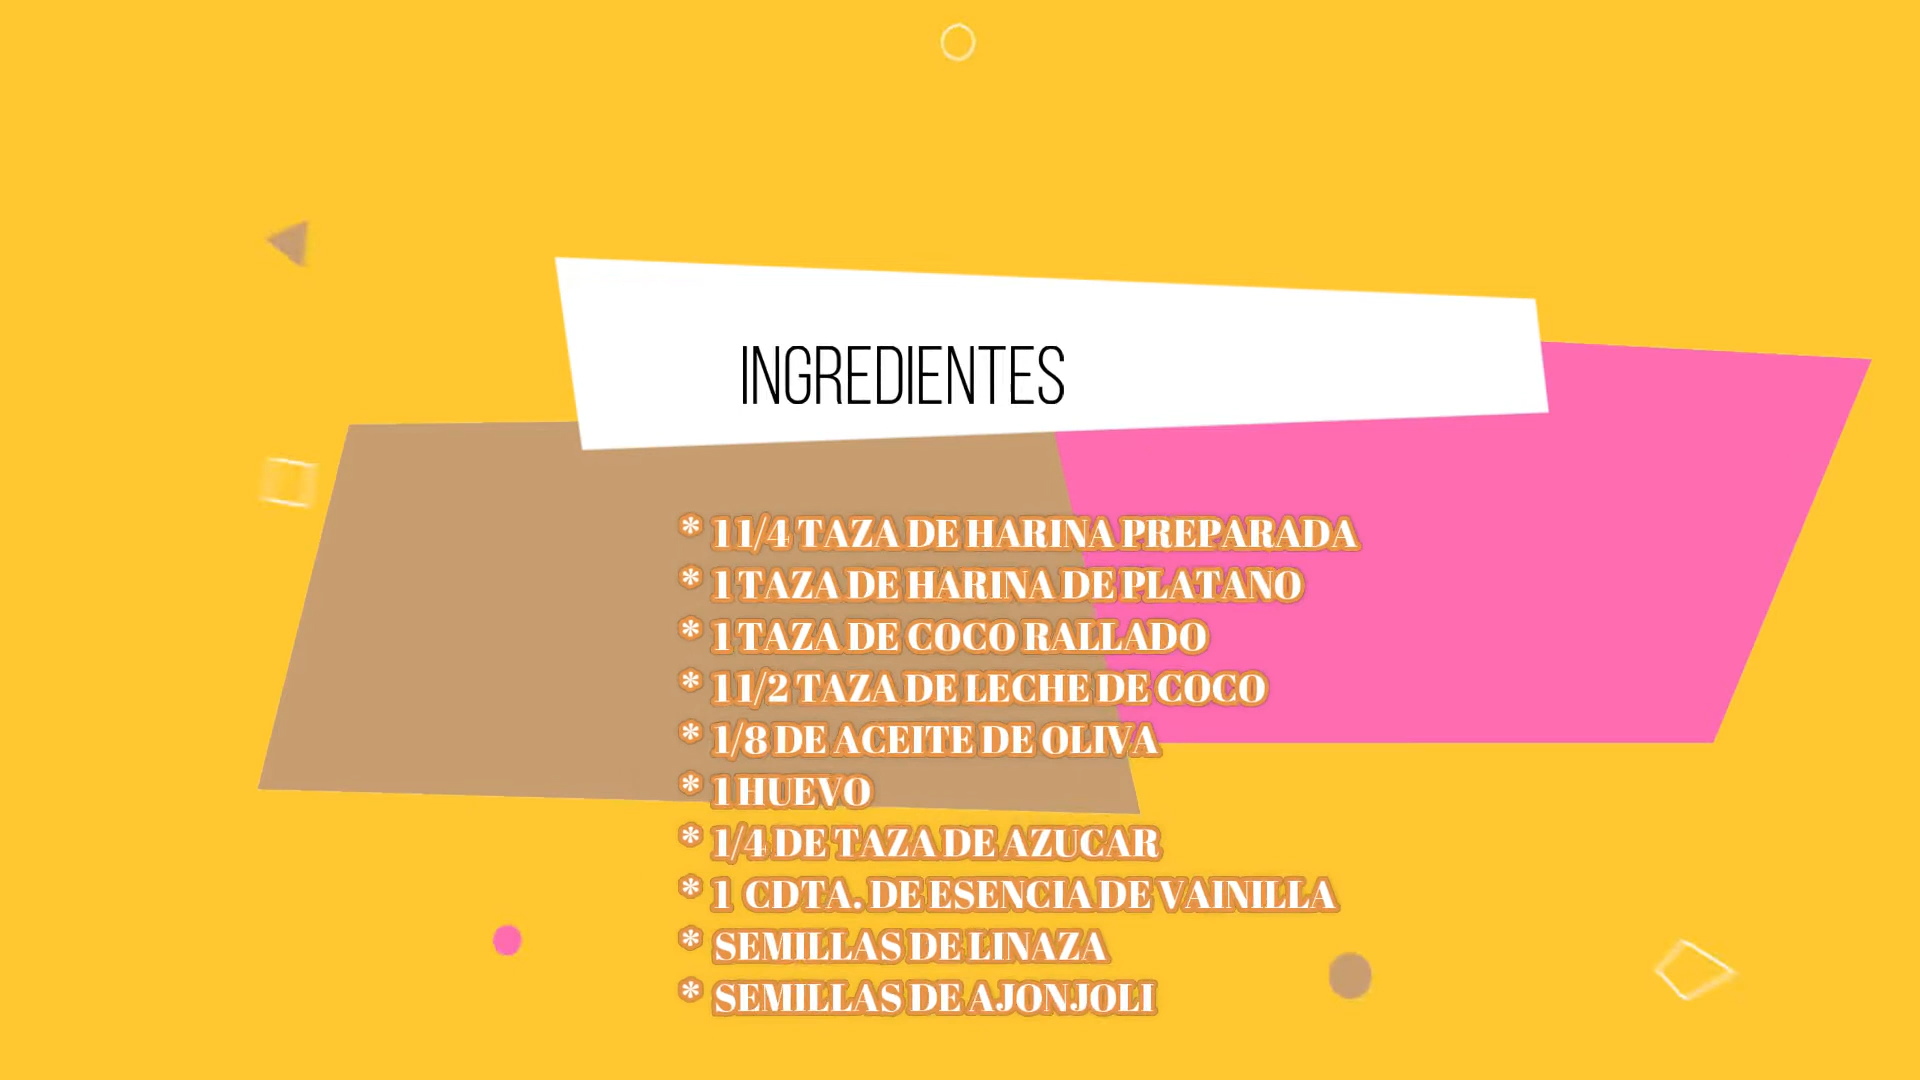 INGREDIENTES
* 1 1/4 TAZA DE HARINA PREPARADA
* 1 TAZA DE HARINA DE PLATANO
* 1 TAZA DE COCO RALLADO
* 1 1/2 TAZA DE LECHE DE COCO
* 1/8 DE ACEITE DE OLIVA
* 1 HUEVO
* 1/4 DE TAZA DE AZUCAR
* 1 CDTA. DE ESENCIA DE VAINILLA
* SEMILLAS DE LINAZA
* SEMILLAS DE AJONJOLI